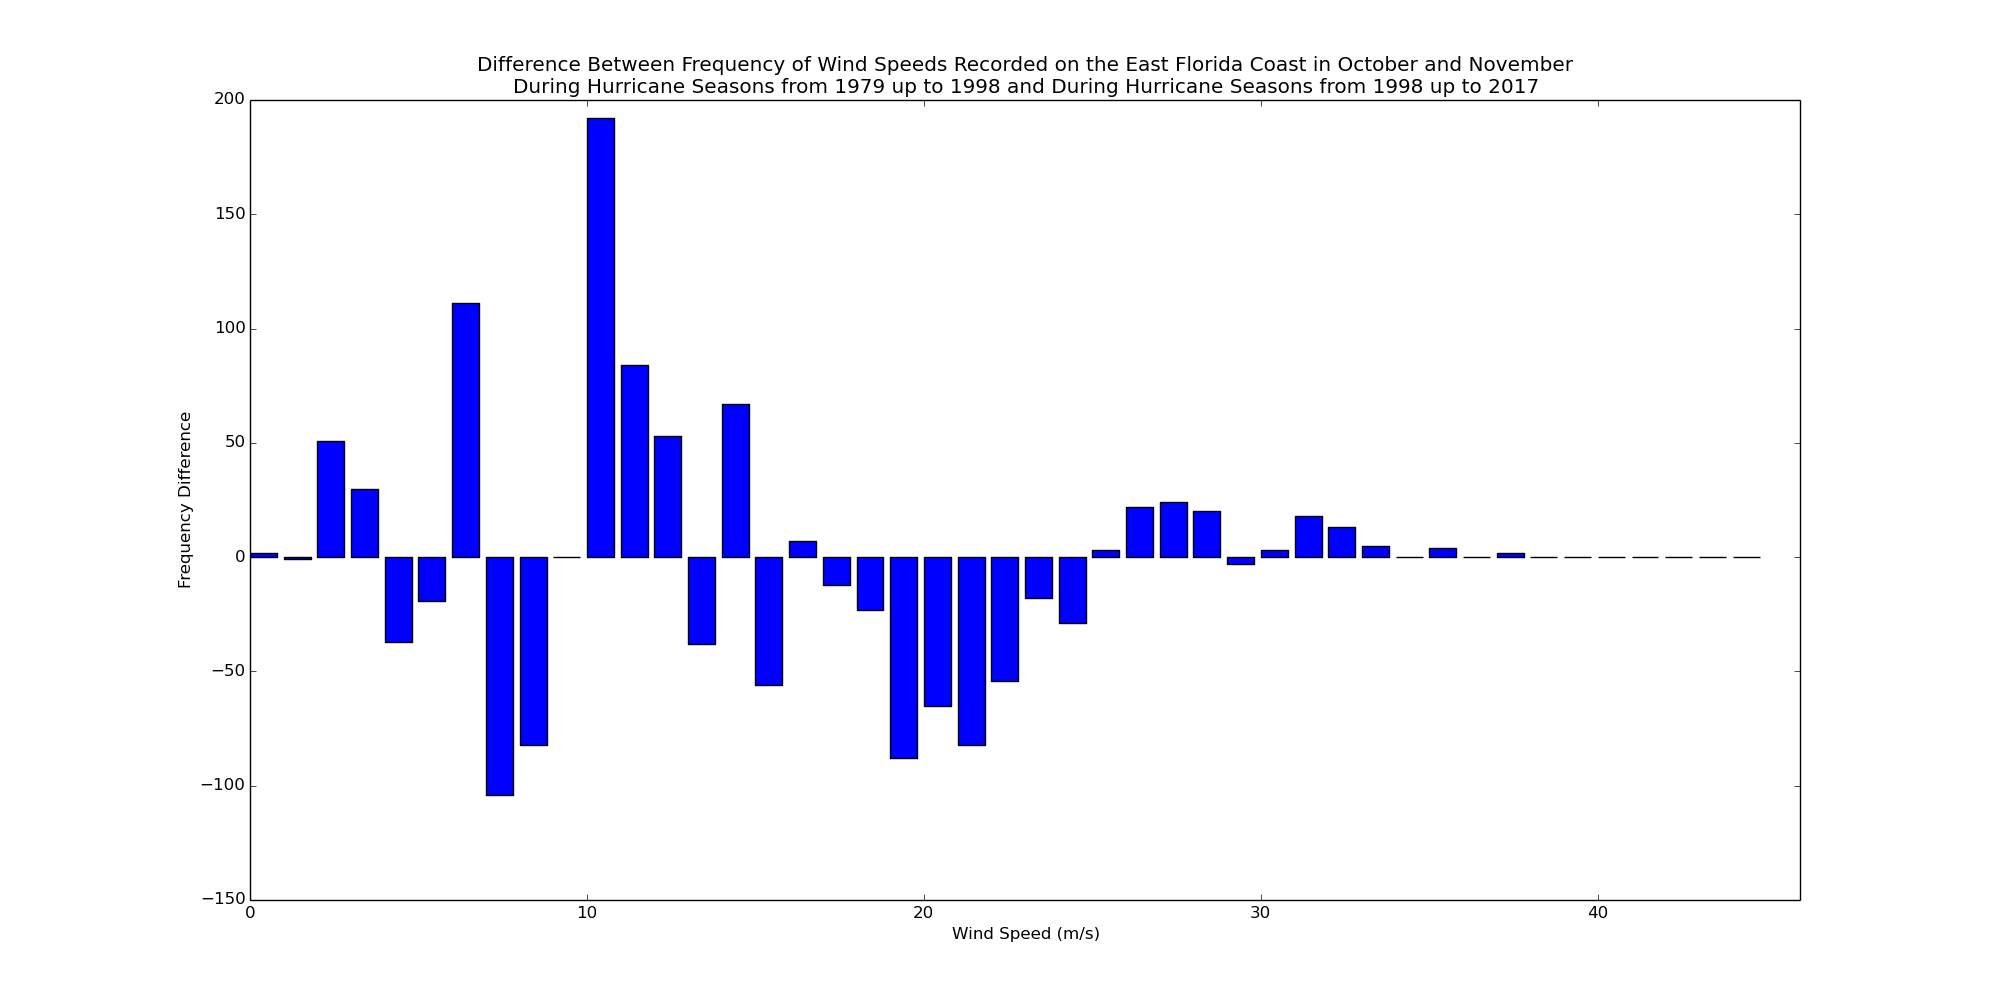 Difference Between Frequency of Wind Speeds Recorded on the East Florida Coast in October and November
During Hurricane Seasons from 1979 up to 1998 and During Hurricane Seasons from 1998 up to 2017
200
150
100
50
0
−50
−100
−150
Frequency Difference
0 10 20 30 40
Wind Speed (m/s)